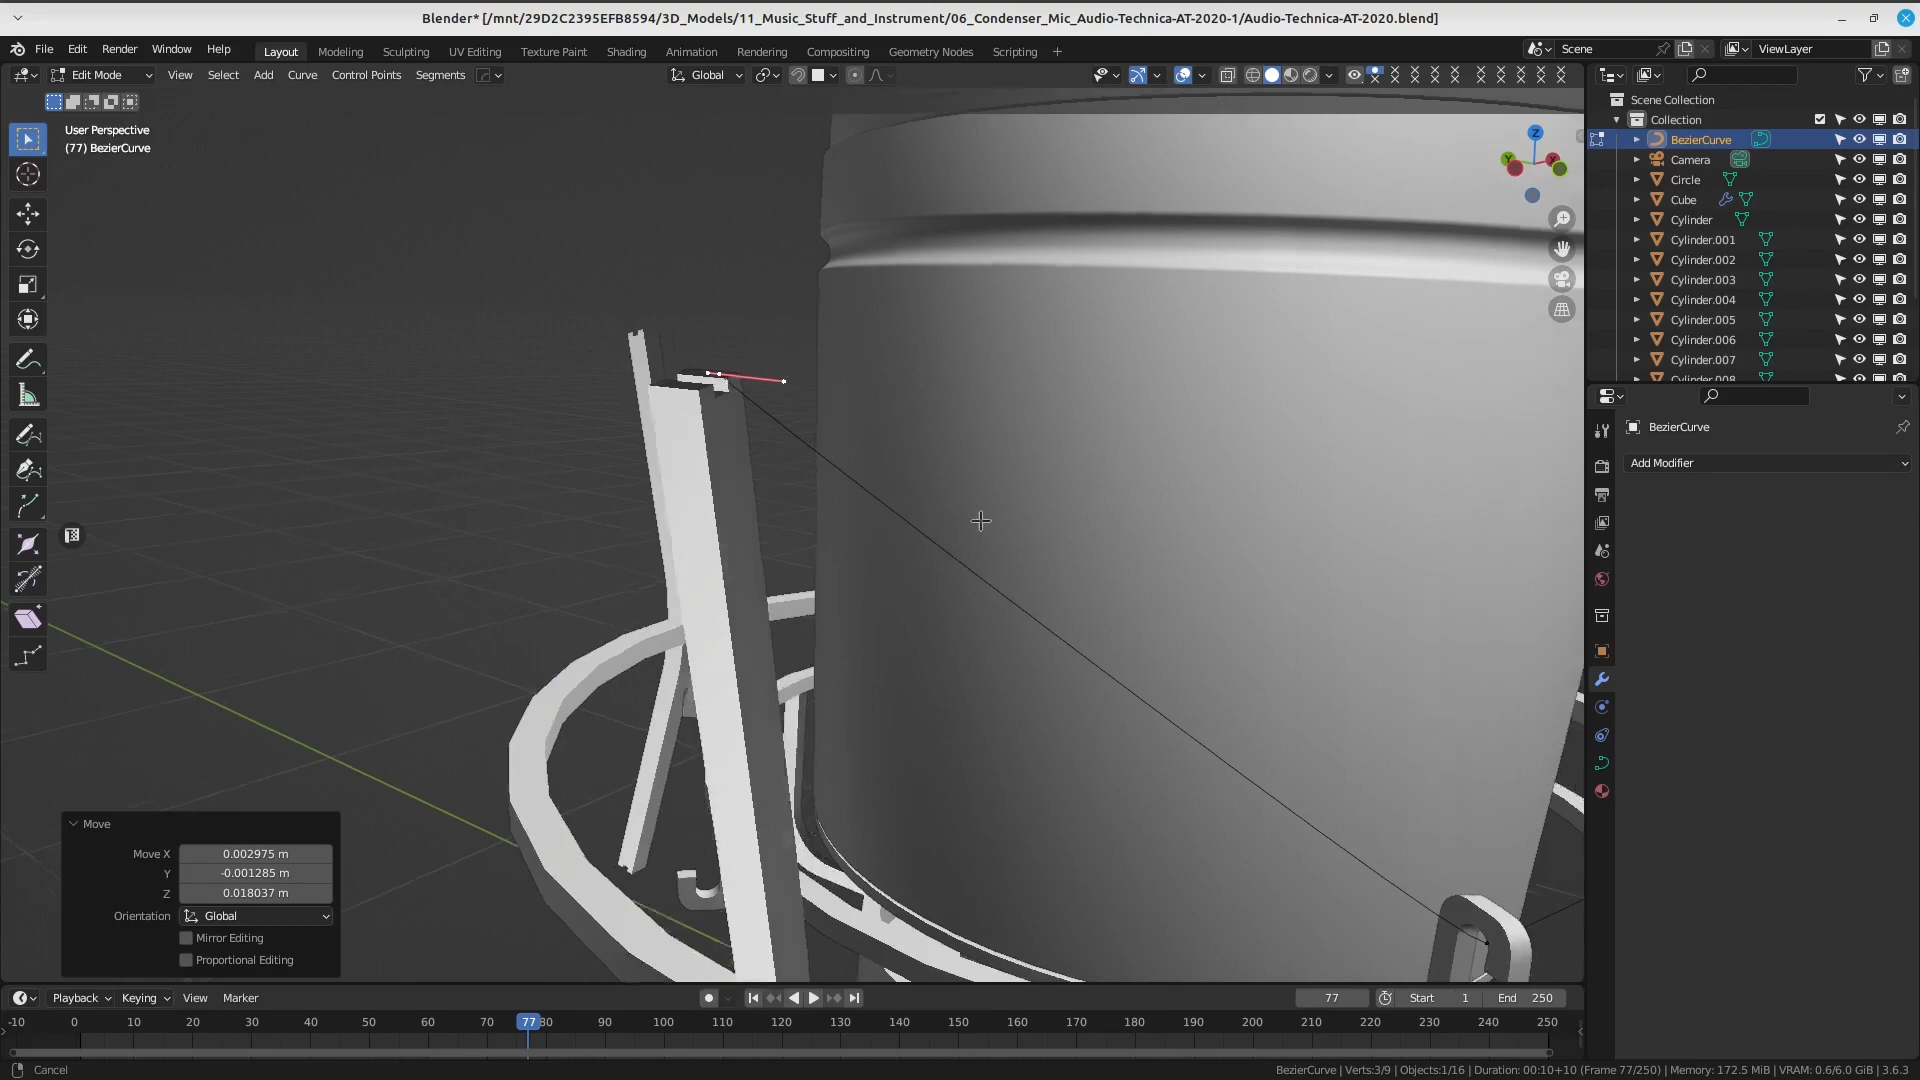 Blender* [/mnt/29D2C2395EFB8594/3D_Models/11_Music_Stuff_and_Instrument/06_Condenser_Mic_Audio-Technica-AT-2020-1/Audio-Technica-AT-2020.blend]
File Edit Render Window Help Layout Modeling Sculpting UV Editing Texture Paint Shading Animation Rendering Compositing Geometry Nodes Scripting + Scene ViewLayer
Edit Mode View Select Add Curve Control Points Segments Global
User Perspective
(77) BezierCurve
Z
Y
X
Scene Collection
Collection
BezierCurve
Camera
Circle
Cube
Cylinder
Cylinder.001
Cylinder.002
Cylinder.003
Cylinder.004
Cylinder.005
Cylinder.006
Cylinder.007
Cylinder.008
BezierCurve
Add Modifier
Move
Move X 0.002975 m
Y -0.001285 m
Z 0.018037 m
Orientation Global
Mirror Editing
Proportional Editing
Playback Keying View Marker 77 Start 1 End 250
-10 0 10 20 30 40 50 60 70 77 80 90 100 110 120 130 140 150 160 170 180 190 200 210 220 230 240 250
Cancel BezierCurve | Verts:3/9 | Objects:1/16 | Duration: 00:10+10 (Frame 77/250) | Memory: 172.5 MiB | VRAM: 0.6/6.0 GiB | 3.6.3